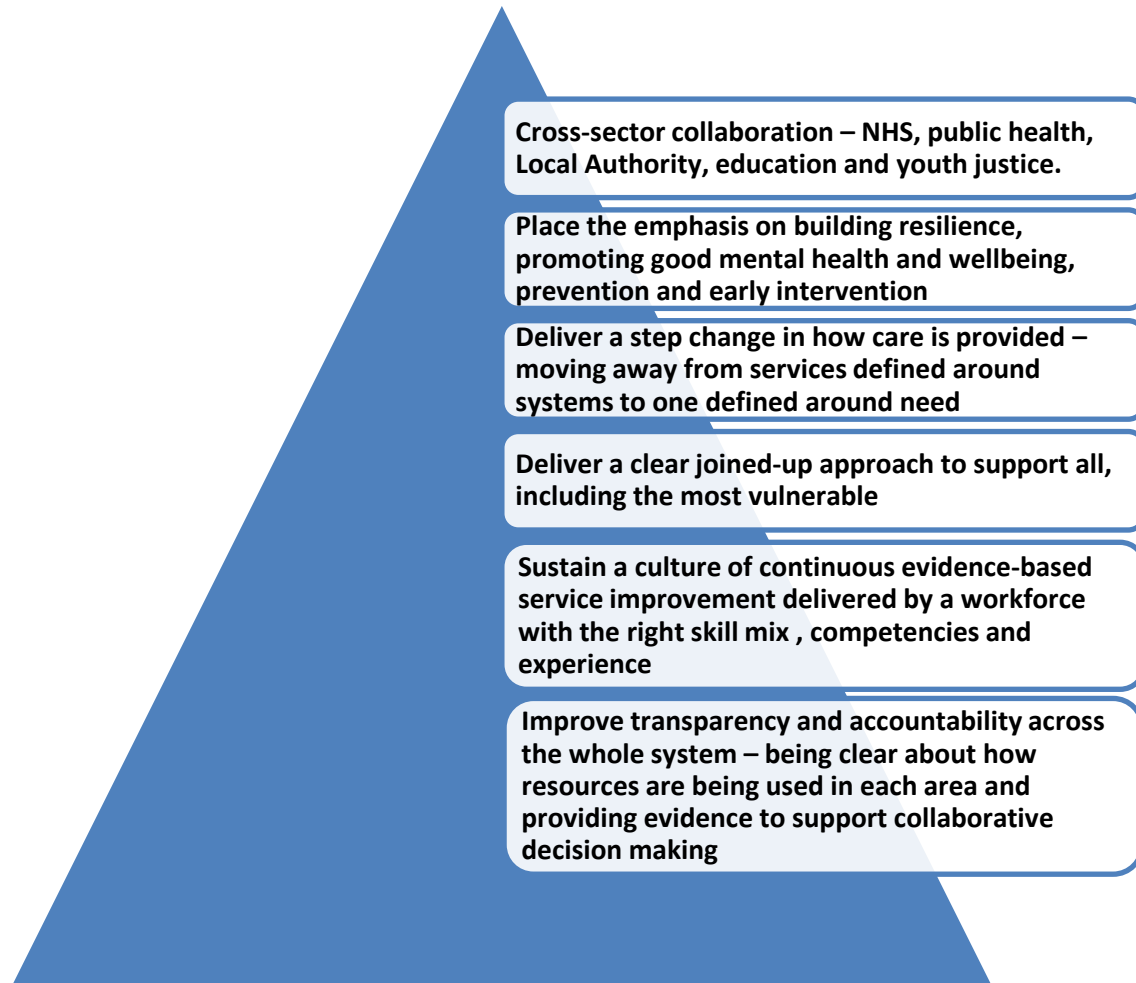 Cross-sector collaboration – NHS, public health,
Local Authority, education and youth justice.
Place the emphasis on building resilience,
promoting good mental health and wellbeing,
prevention and early intervention
Deliver a step change in how care is provided –
moving away from services defined around
systems to one defined around need
Deliver a clear joined-up approach to support all,
including the most vulnerable
Sustain a culture of continuous evidence-based
service improvement delivered by a workforce
with the right skill mix , competencies and
experience
Improve transparency and accountability across
the whole system – being clear about how
resources are being used in each area and
providing evidence to support collaborative
decision making